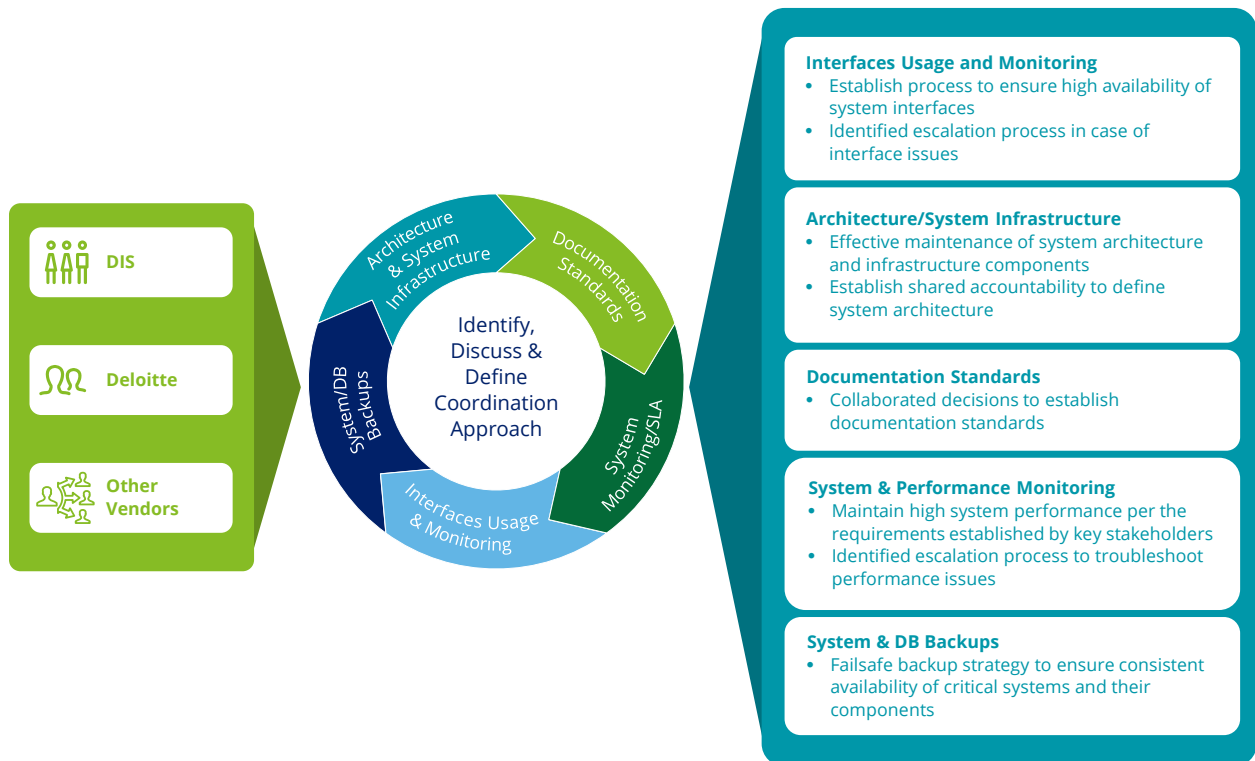 DIS
Deloitte
Other
Vendors
Architecture
& System
Infrastructure
Documentation
Standards
System
Monitoring/SLA
Interfaces Usage
& Monitoring
System/DB
Backups
Identify,
Discuss &
Define
Coordination
Approach
Interfaces Usage and Monitoring
• Establish process to ensure high availability of
system interfaces
• Identified escalation process in case of
interface issues
Architecture/System Infrastructure
• Effective maintenance of system architecture
and infrastructure components
• Establish shared accountability to define
system architecture
Documentation Standards
• Collaborated decisions to establish
documentation standards
System & Performance Monitoring
• Maintain high system performance per the
requirements established by key stakeholders
• Identified escalation process to troubleshoot
performance issues
System & DB Backups
• Failsafe backup strategy to ensure consistent
availability of critical systems and their
components